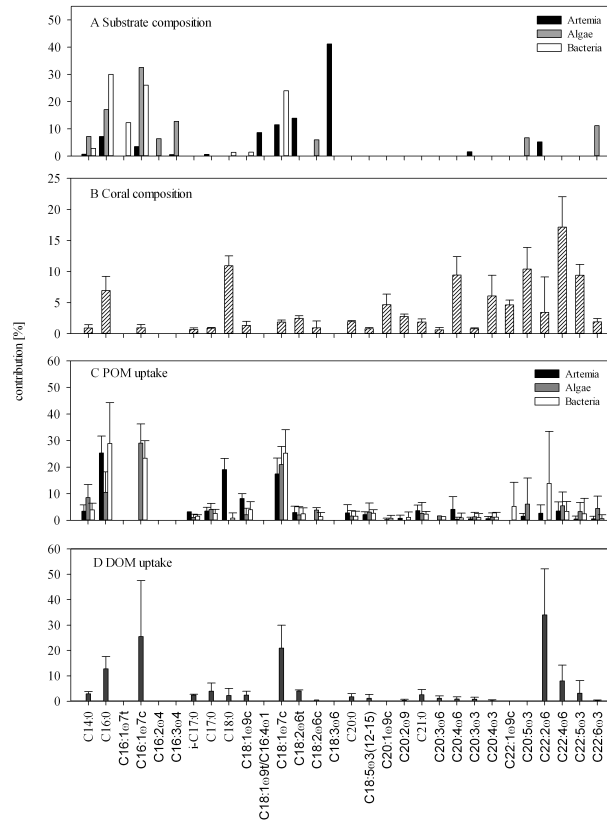 A Substrate composition
Artemia
Algae
Bacteria
50
40
30
20
10
0
B Coral composition
25
20
15
10
5
0
contribution [%]
C POM uptake
Artemia
Algae
Bacteria
60
50
40
30
20
10
0
D DOM uptake
60
50
40
30
20
10
0
C14:0
C16:0
C16:1ω7t
C16:1ω7c
C16:2ω4
C16:3ω4
i-C17:0
C17:0
C18:0
C18:1ω9c
C18:1ω9t/C16:4ω1
C18:1ω7c
C18:2ω6t
C18:2ω6c
C18:3ω6
C20:0
C18:5ω3(12-15)
C20:1ω9c
C20:2ω9
C21:0
C20:3ω6
C20:4ω6
C20:3ω3
C20:4ω3
C22:1ω9c
C20:5ω3
C22:2ω6
C22:4ω6
C22:5ω3
C22:6ω3